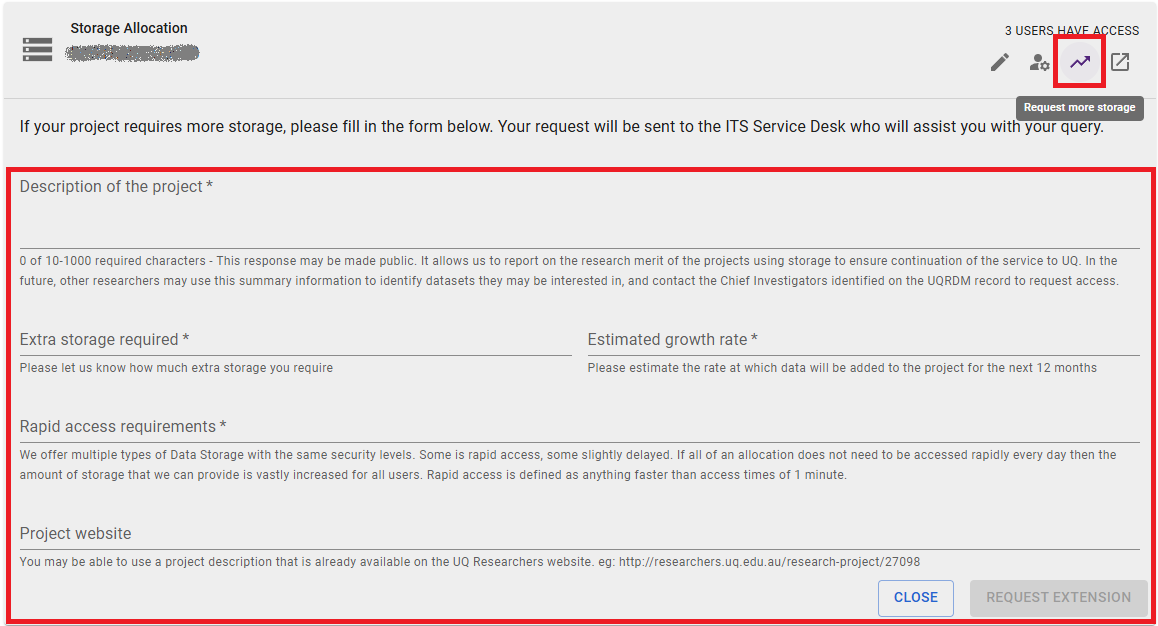 Storage Allocation
3 USERS HAVE ACCESS
Request more storage
If your project requires more storage, please fill in the form below. Your request will be sent to the ITS Service Desk who will assist you with your query.
Description of the project *
0 of 10-1000 required characters - This response may be made public. It allows us to report on the research merit of the projects using storage to ensure continuation of the service to UQ. In the
future, other researchers may use this summary information to identify datasets they may be interested in, and contact the Chief Investigators identified on the UQRDM record to request access.
Extra storage required *
Estimated growth rate *
Please let us know how much extra storage you require
Please estimate the rate at which data will be added to the project for the next 12 months
Rapid access requirements *
We offer multiple types of Data Storage with the same security levels. Some is rapid access, some slightly delayed. If all of an allocation does not need to be accessed rapidly every day then the
amount of storage that we can provide is vastly increased for all users. Rapid access is defined as anything faster than access times of 1 minute.
Project website
You may be able to use a project description that is already available on the UQ Researchers website. eg: http://researchers.uq.edu.au/research-project/27098
CLOSE
REQUEST EXTENSION